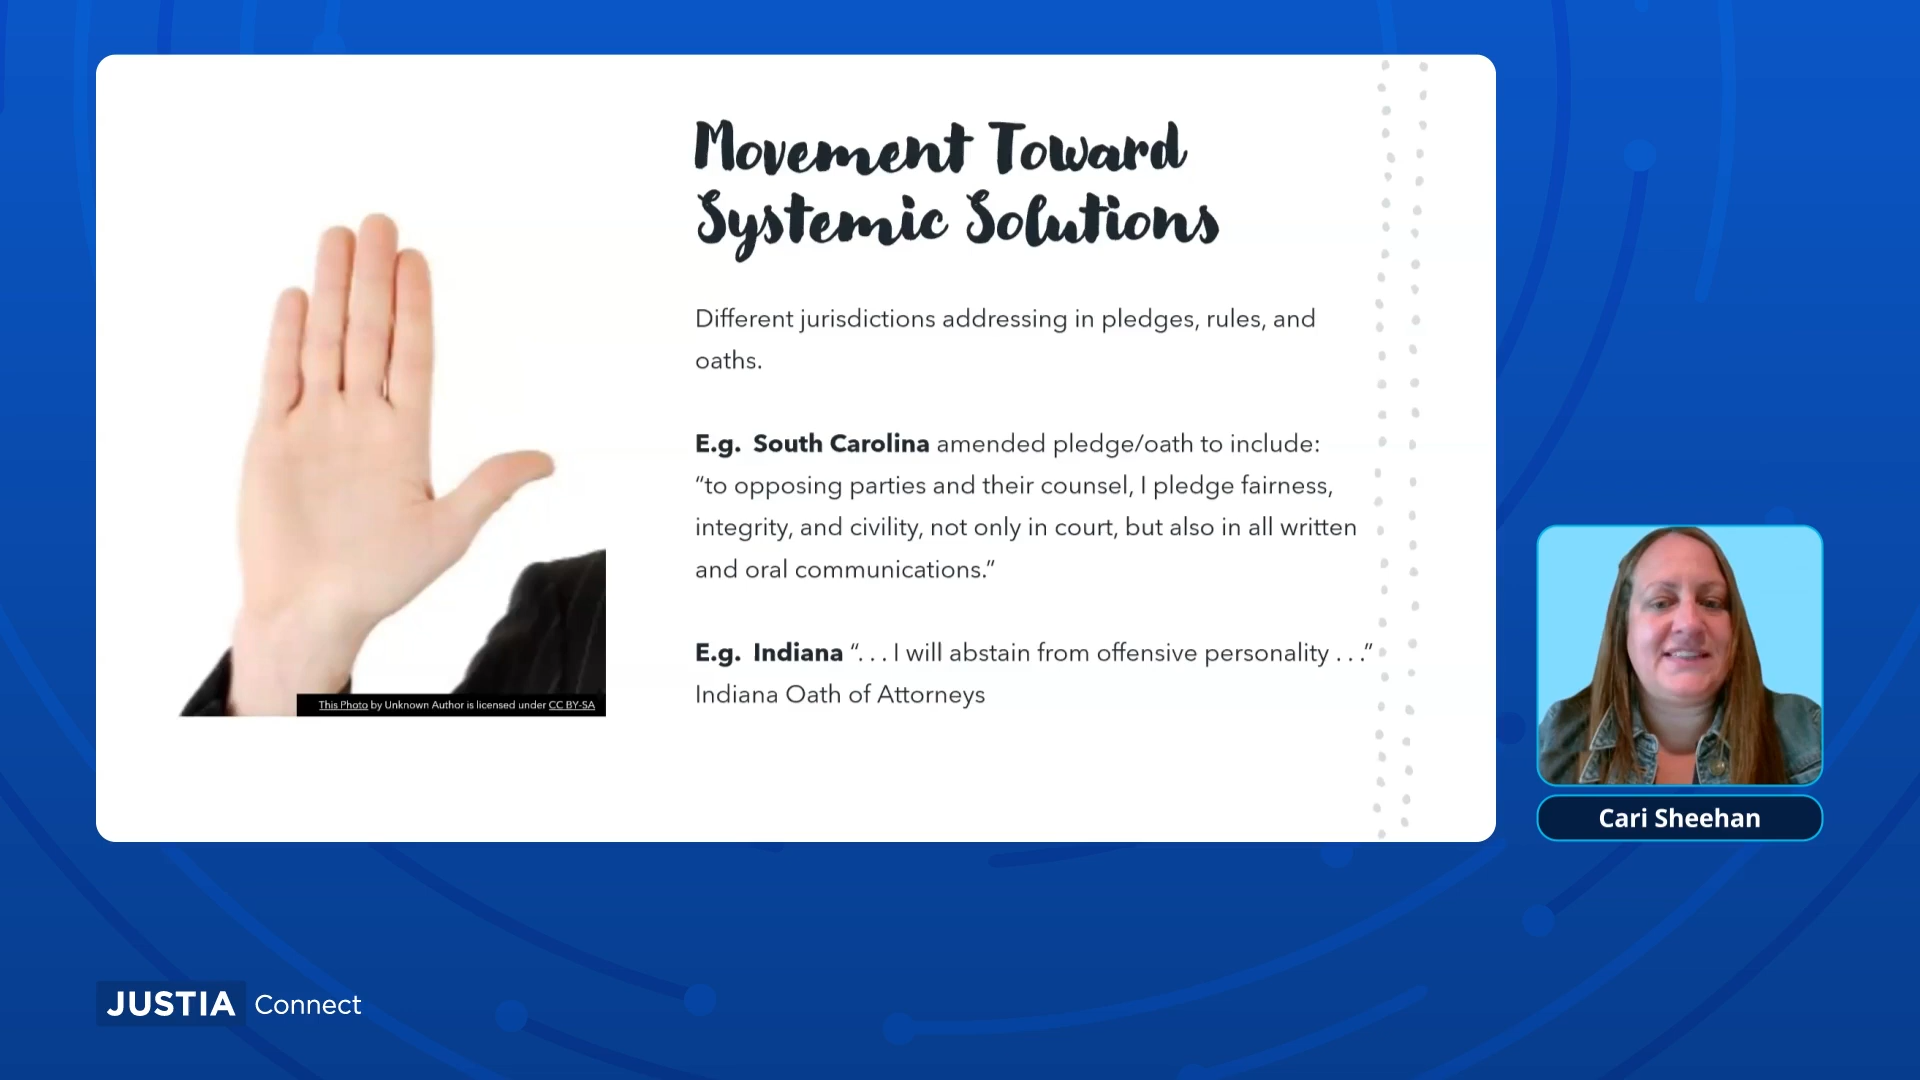 Movement Toward
Systemic Solutions
Different jurisdictions addressing in pledges, rules, and
oaths.
E.g.  South Carolina amended pledge/oath to include:
“to opposing parties and their counsel, I pledge fairness,
integrity, and civility, not only in court, but also in all written
and oral communications.”
E.g.  Indiana “. . . I will abstain from offensive personality . . .”
Indiana Oath of Attorneys
This Photo by Unknown Author is licensed under CC BY-SA
Cari Sheehan
JUSTIA Connect